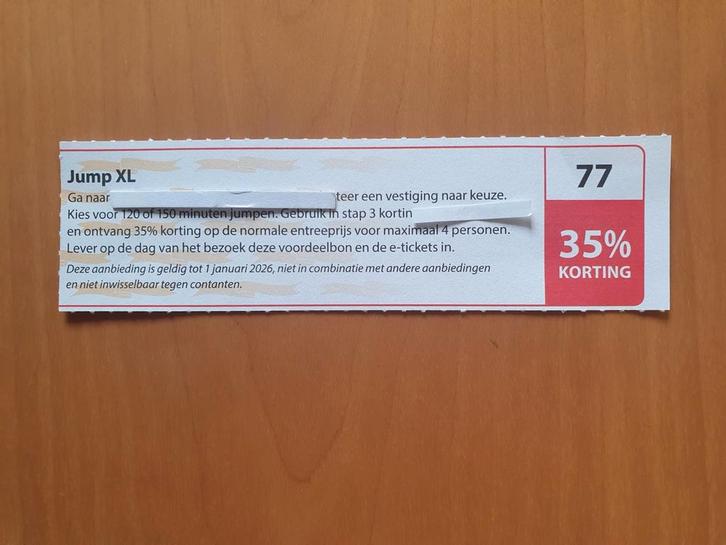 Jump XL
Ga naar teer een vestiging naar keuze.
Kies voor 120 of 150 minuten jumpen. Gebruik in stap 3 kortin
en ontvang 35% korting op de normale entreeprijs voor maximaal 4 personen.
Lever op de dag van het bezoek deze voordeelbon en de e-tickets in.
Deze aanbieding is geldig tot 1 januari 2026, niet in combinatie met andere aanbiedingen
en niet inwisselbaar tegen contanten.
77
35%
KORTING